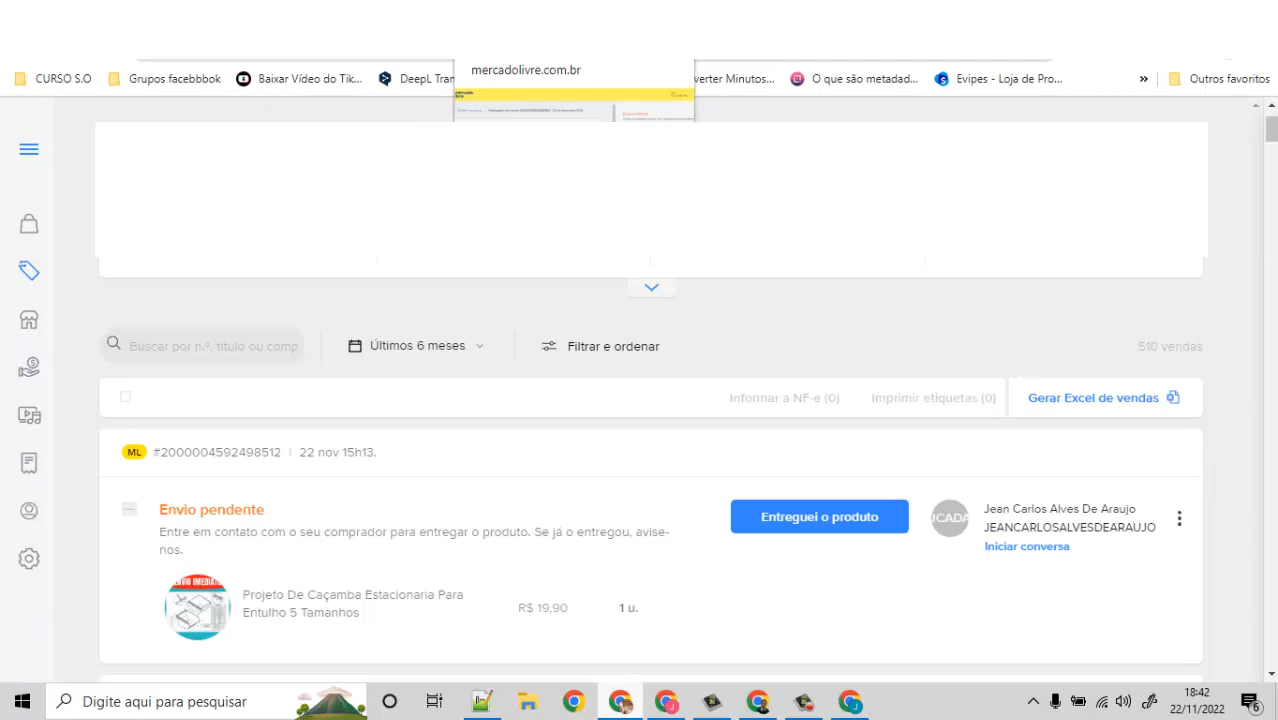 mercadolivre.com.br
CURSO S.O
Grupos facebbbok
Baixar Vídeo do Tik...
DeepL Tran
verter Minutos...
O que são metadad...
Evipes - Loja de Pro...
»
Outros favoritos
Buscar por n.º, título ou comp
Últimos 6 meses
Filtrar e ordenar
510 vendas
Informar a NF-e (0)
Imprimir etiquetas (0)
Gerar Excel de vendas
ML #2000004592498512 | 22 nov 15h13.
Envio pendente
Entre em contato com o seu comprador para entregar o produto. Se já o entregou, avise-
nos.
Entreguei o produto
JCADA
Jean Carlos Alves De Araujo
JEANCARLOSALVESDEARAUJO
Iniciar conversa
ENVIO IMEDIATO
Projeto De Caçamba Estacionaria Para
Entulho 5 Tamanhos
R$ 19,90
1 u.
Digite aqui para pesquisar
18:42
22/11/2022
6